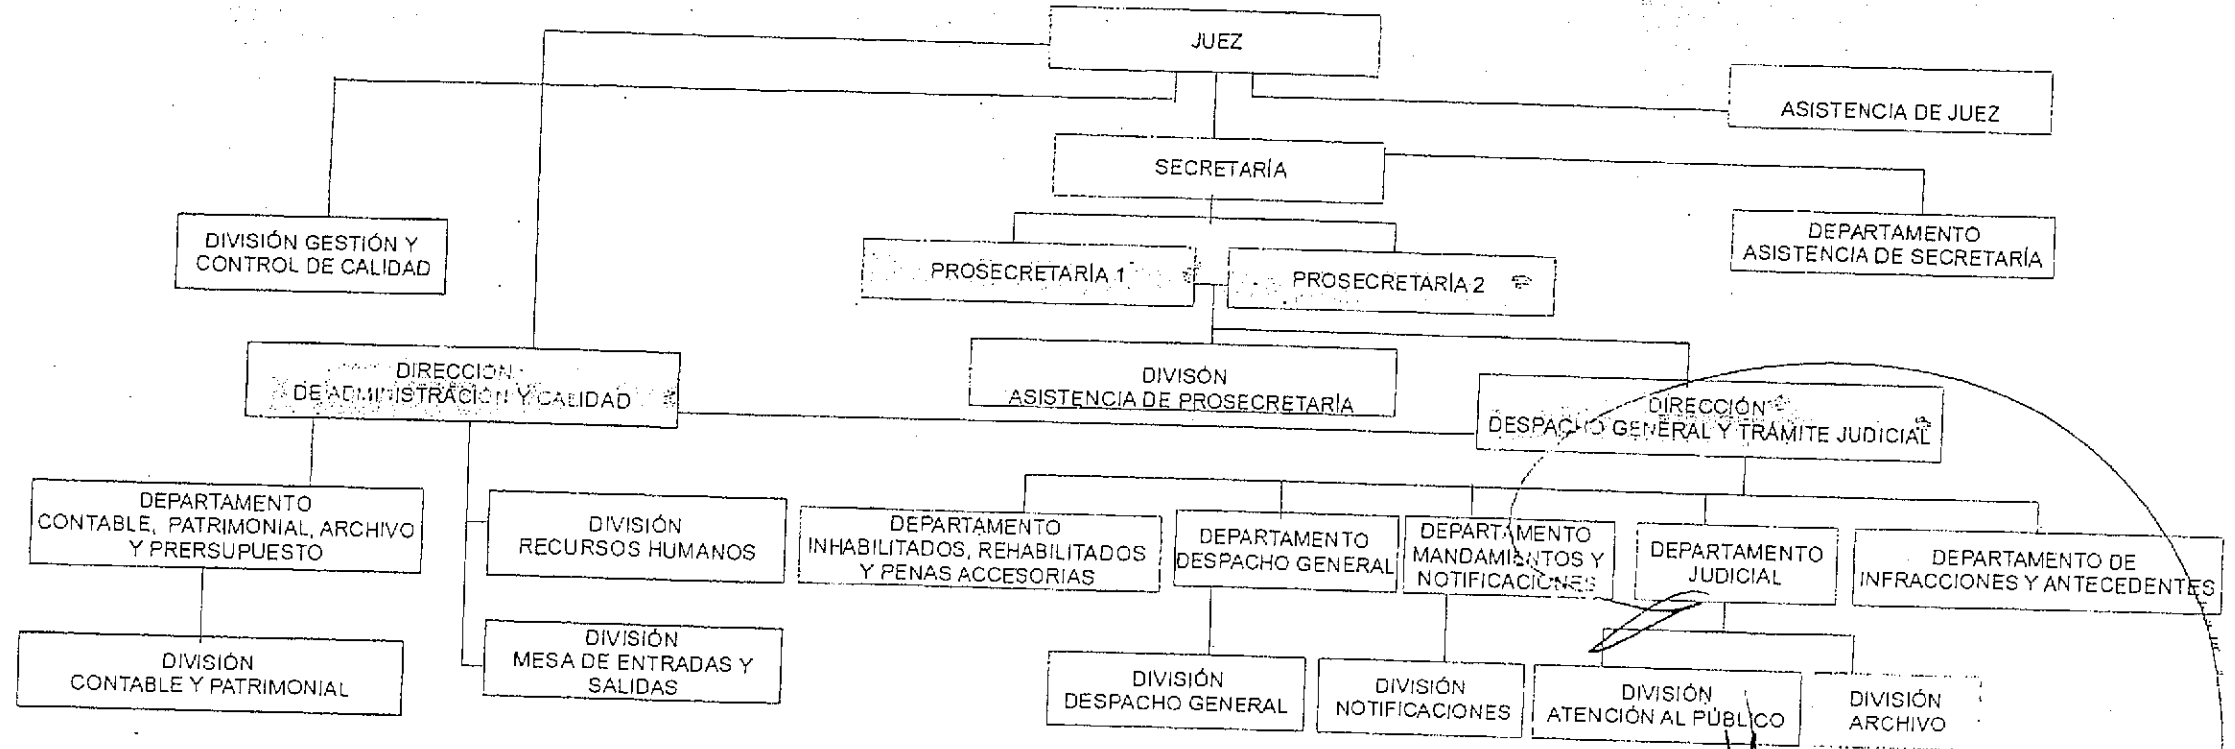 JUEZ
ASISTENCIA DE JUEZ
SECRETARÍA
DIVISIÓN GESTIÓN Y
CONTROL DE CALIDAD
DEPARTAMENTO
ASISTENCIA DE SECRETARÍA
PROSECRETARÍA 1
PROSECRETARÍA 2
DIRECCIÓN
DE ADMINISTRACIÓN Y CALIDAD
DIVISÓN
ASISTENCIA DE PROSECRETARÍA
DIRECCIÓN
DESPACHO GENERAL Y TRÁMITE JUDICIAL
DEPARTAMENTO
CONTABLE, PATRIMONIAL, ARCHIVO
Y PRERSUPUESTO
DIVISIÓN
RECURSOS HUMANOS
DEPARTAMENTO
INHABILITADOS, REHABILITADOS
Y PENAS ACCESORIAS
DEPARTAMENTO
DESPACHO GENERAL
DEPARTAMENTO
MANDAMIENTOS Y
NOTIFICACIONES
DEPARTAMENTO
JUDICIAL
DEPARTAMENTO DE
INFRACCIONES Y ANTECEDENTES
DIVISIÓN
CONTABLE Y PATRIMONIAL
DIVISIÓN
MESA DE ENTRADAS Y
SALIDAS
DIVISIÓN
DESPACHO GENERAL
DIVISIÓN
NOTIFICACIONES
DIVISIÓN
ATENCIÓN AL PÚBLICO
DIVISIÓN
ARCHIVO